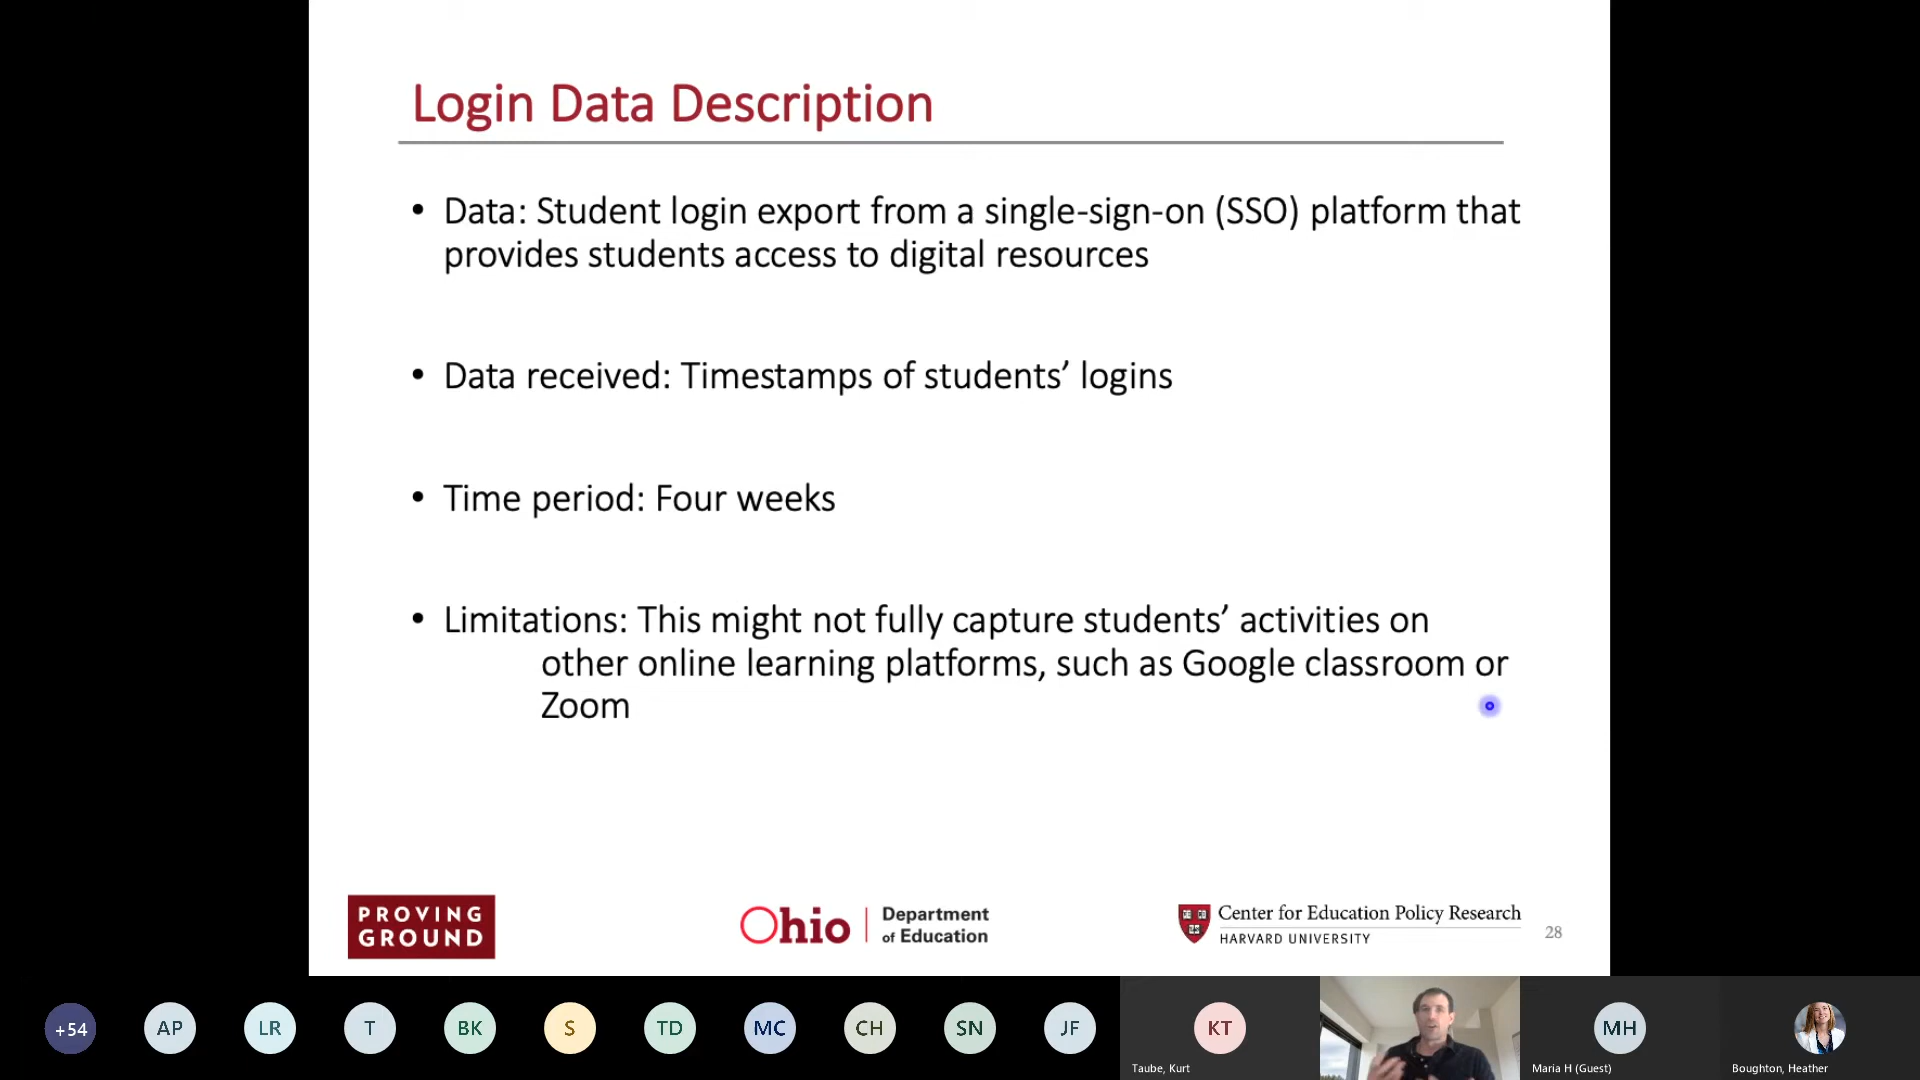 Login Data Description
• Data: Student login export from a single-sign-on (SSO) platform that
provides students access to digital resources
• Data received: Timestamps of students’ logins
• Time period: Four weeks
• Limitations: This might not fully capture students’ activities on
other online learning platforms, such as Google classroom or
Zoom
PROVING
GROUND
Ohio
Department
of Education
Center for Education Policy Research
HARVARD UNIVERSITY
28
+54
AP
LR
T
BK
S
TD
MC
CH
SN
JF
KT
MH
Taube, Kurt
Maria H (Guest)
Boughton, Heather